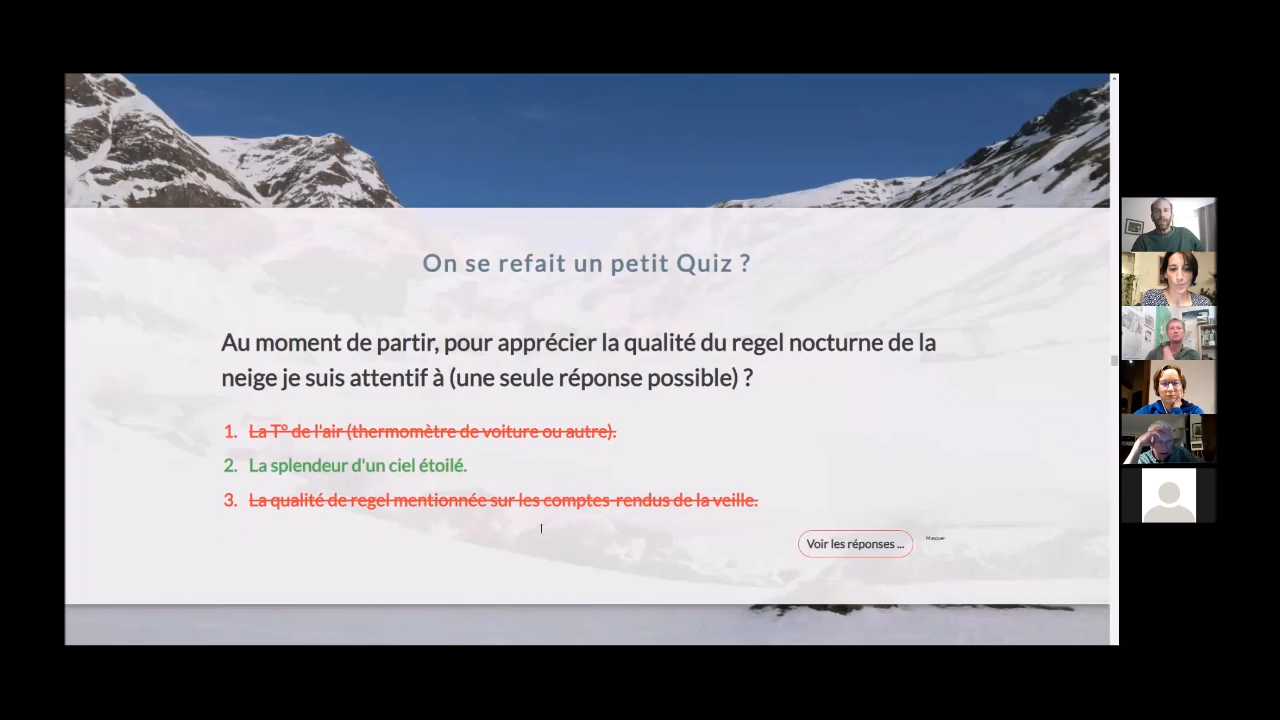 On se refait un petit Quiz ?
Au moment de partir, pour apprécier la qualité du regel nocturne de la
neige je suis attentif à (une seule réponse possible) ?
1. La T° de l'air (thermomètre de voiture ou autre).
2. La splendeur d'un ciel étoilé.
3. La qualité de regel mentionnée sur les comptes-rendus de la veille.
Voir les réponses ...
Masquer